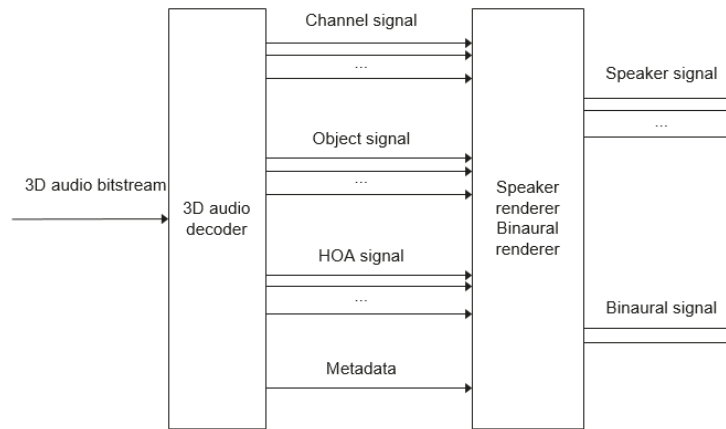 Channel signal
...
Speaker signal
...
Object signal
...
3D audio bitstream
3D audio
decoder
Speaker
renderer
Binaural
renderer
HOA signal
...
Binaural signal
Metadata